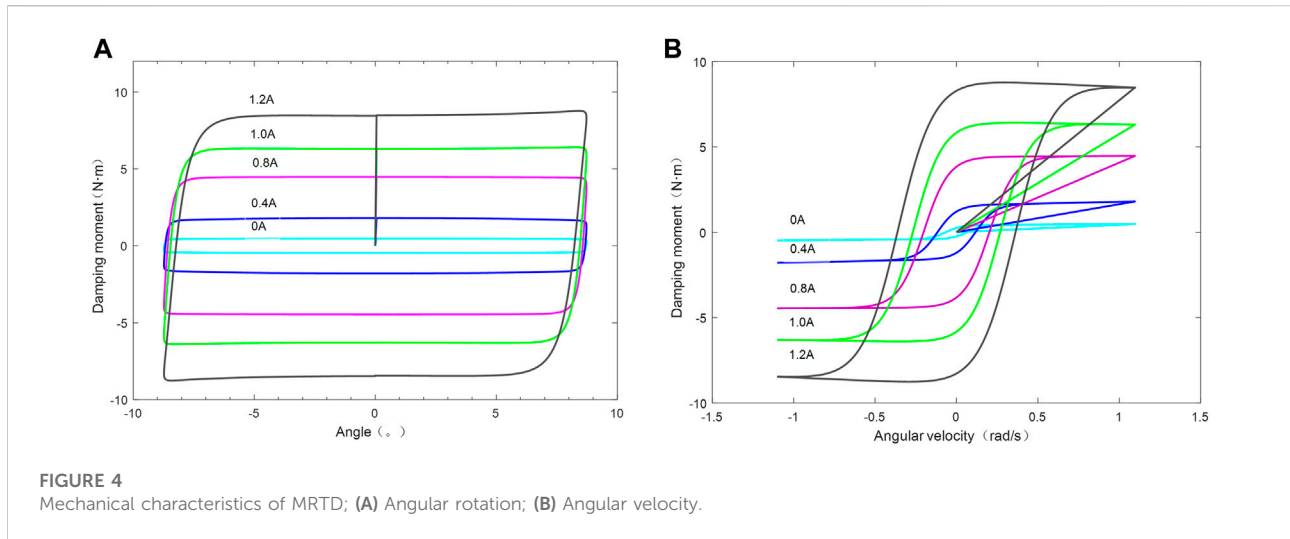 A
10
5
0
-5
-10
-10
-5
0
5
10
Damping moment（N·m）
Angle（。）
1.2A
1.0A
0.8A
0.4A
0A
B
10
5
0
-5
-10
-1.5
-1
-0.5
0
0.5
1
1.5
Damping moment（N·m）
Angular velocity（rad/s）
0A
0.4A
0.8A
1.0A
1.2A
FIGURE 4
Mechanical characteristics of MRTD; (A) Angular rotation; (B) Angular velocity.